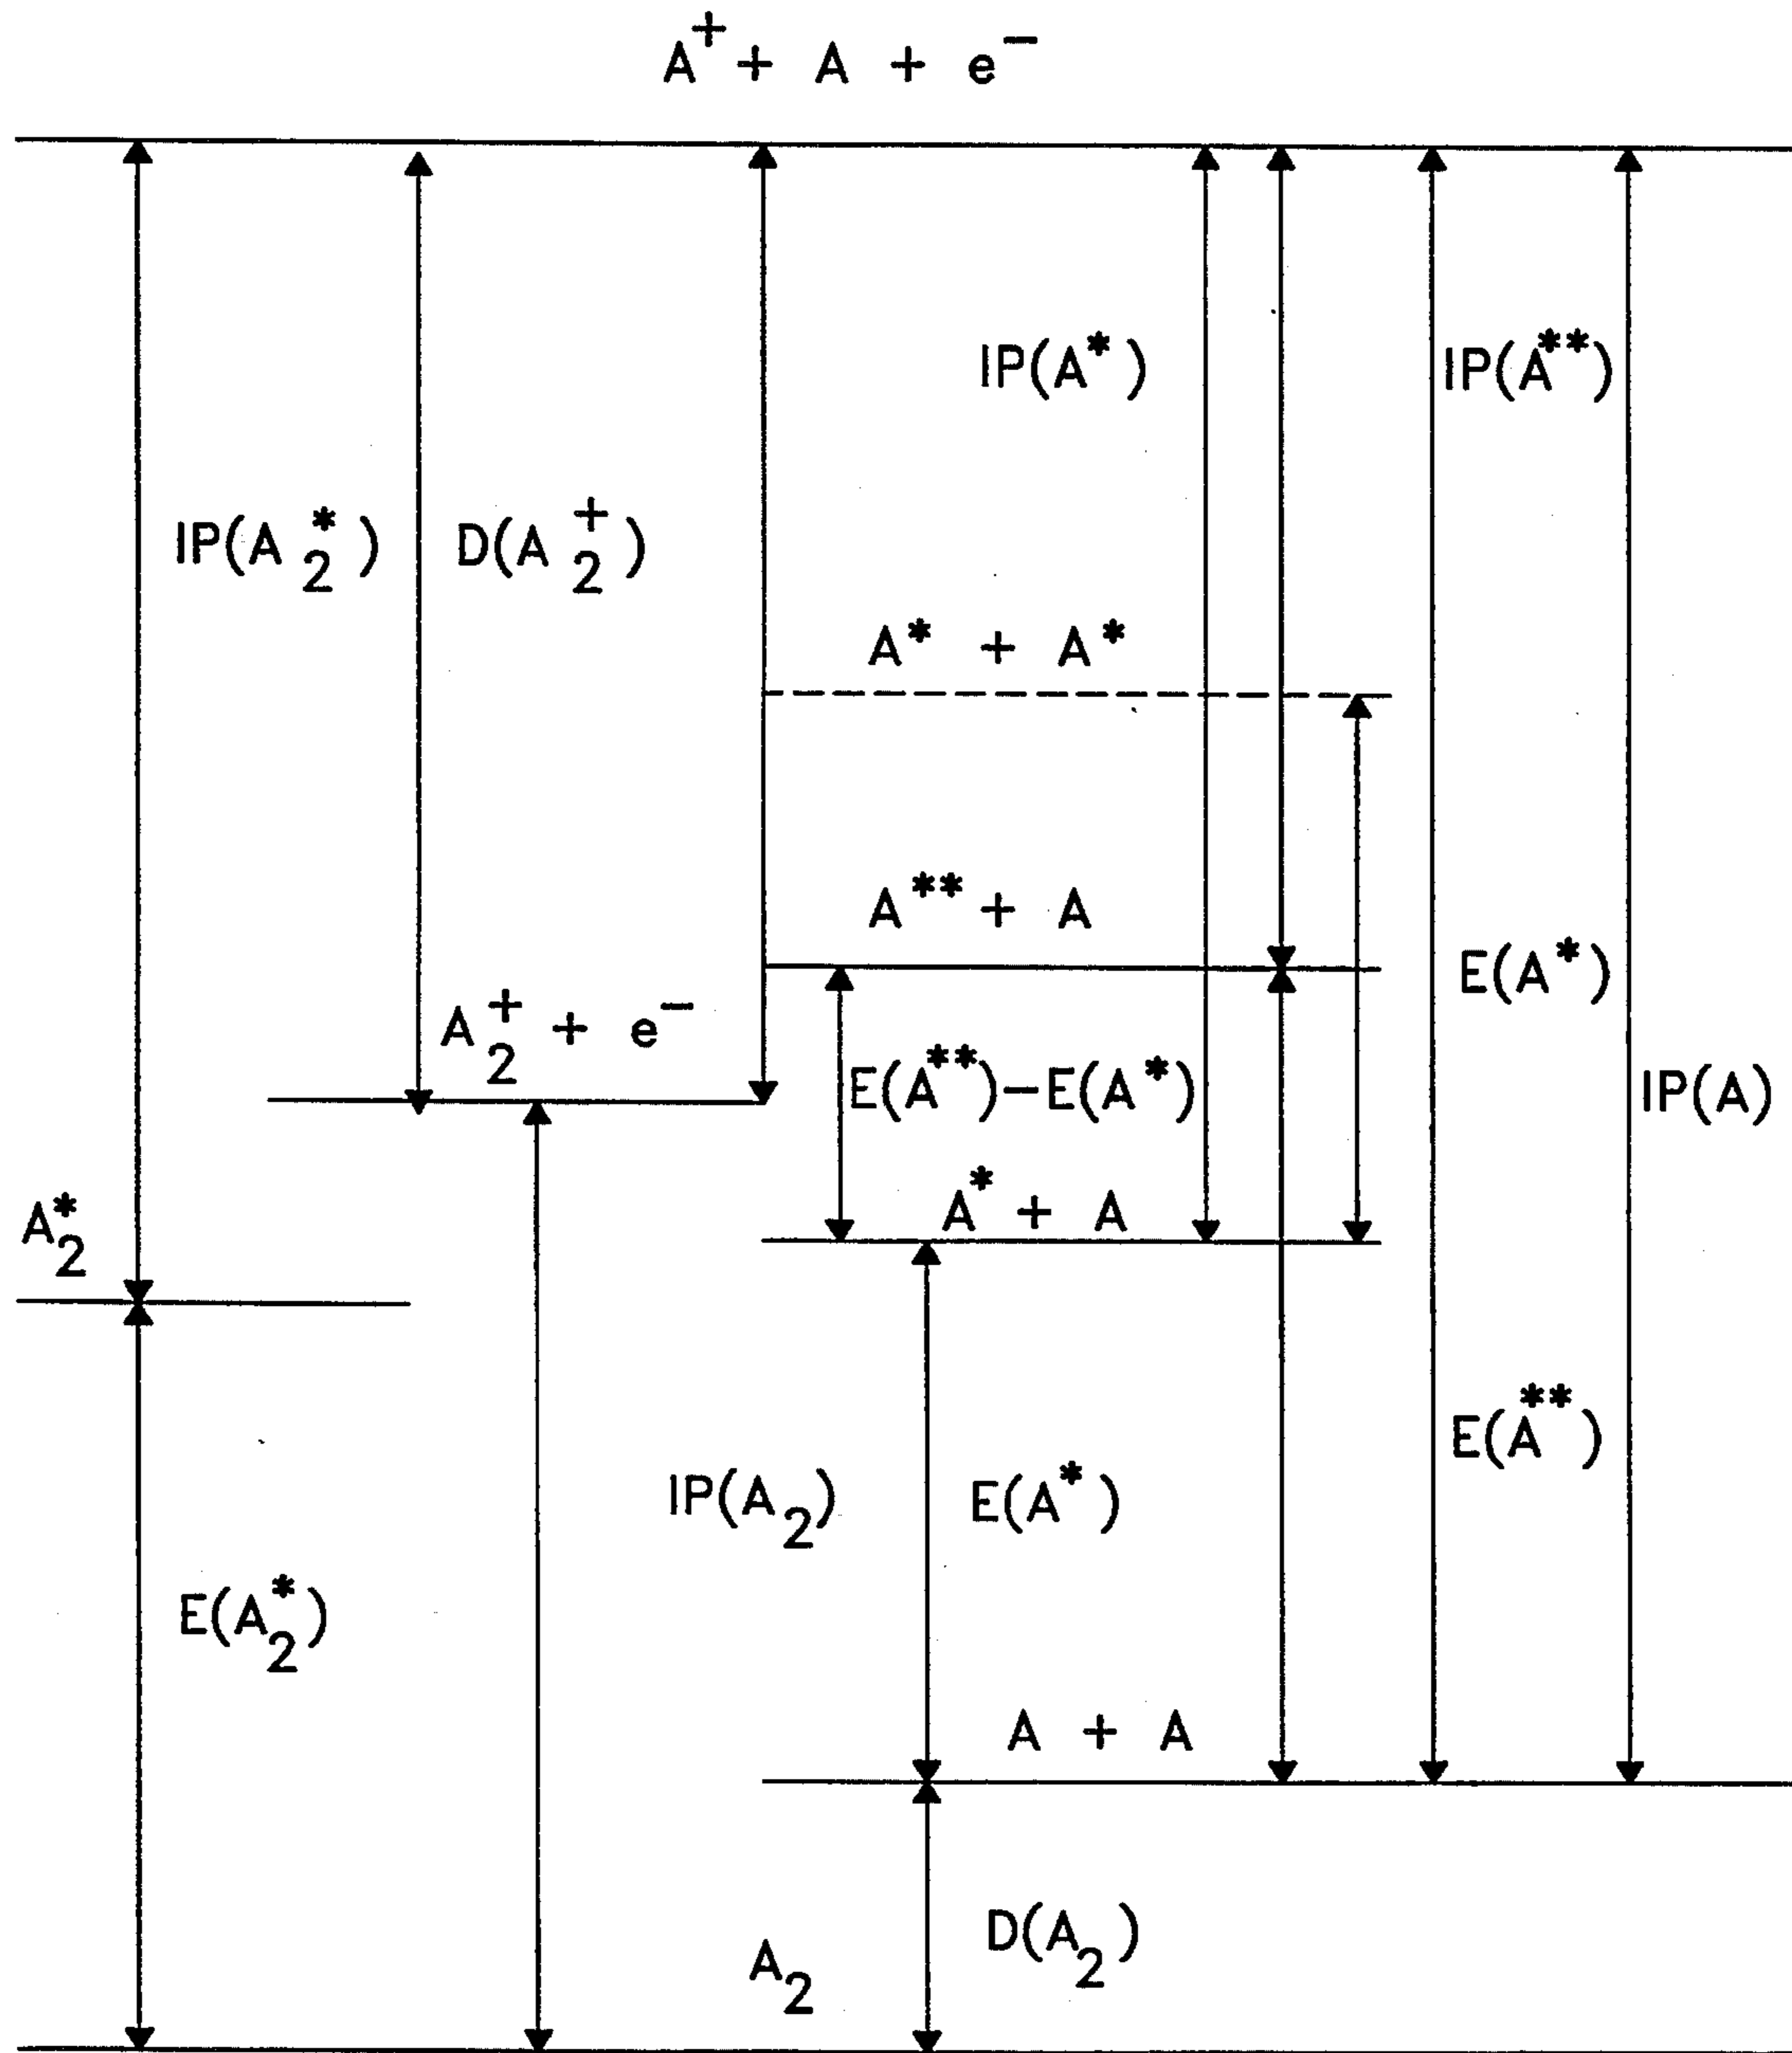 A⁺ + A + e⁻
IP(A*) IP(A**)
IP(A₂*) D(A₂⁺)
A* + A*
A** + A
E(A*)
A₂⁺ + e⁻
E(A**)−E(A*) IP(A)
A* + A
A₂*
E(A**)
IP(A₂) E(A*)
E(A₂*)
A + A
D(A₂)
A₂